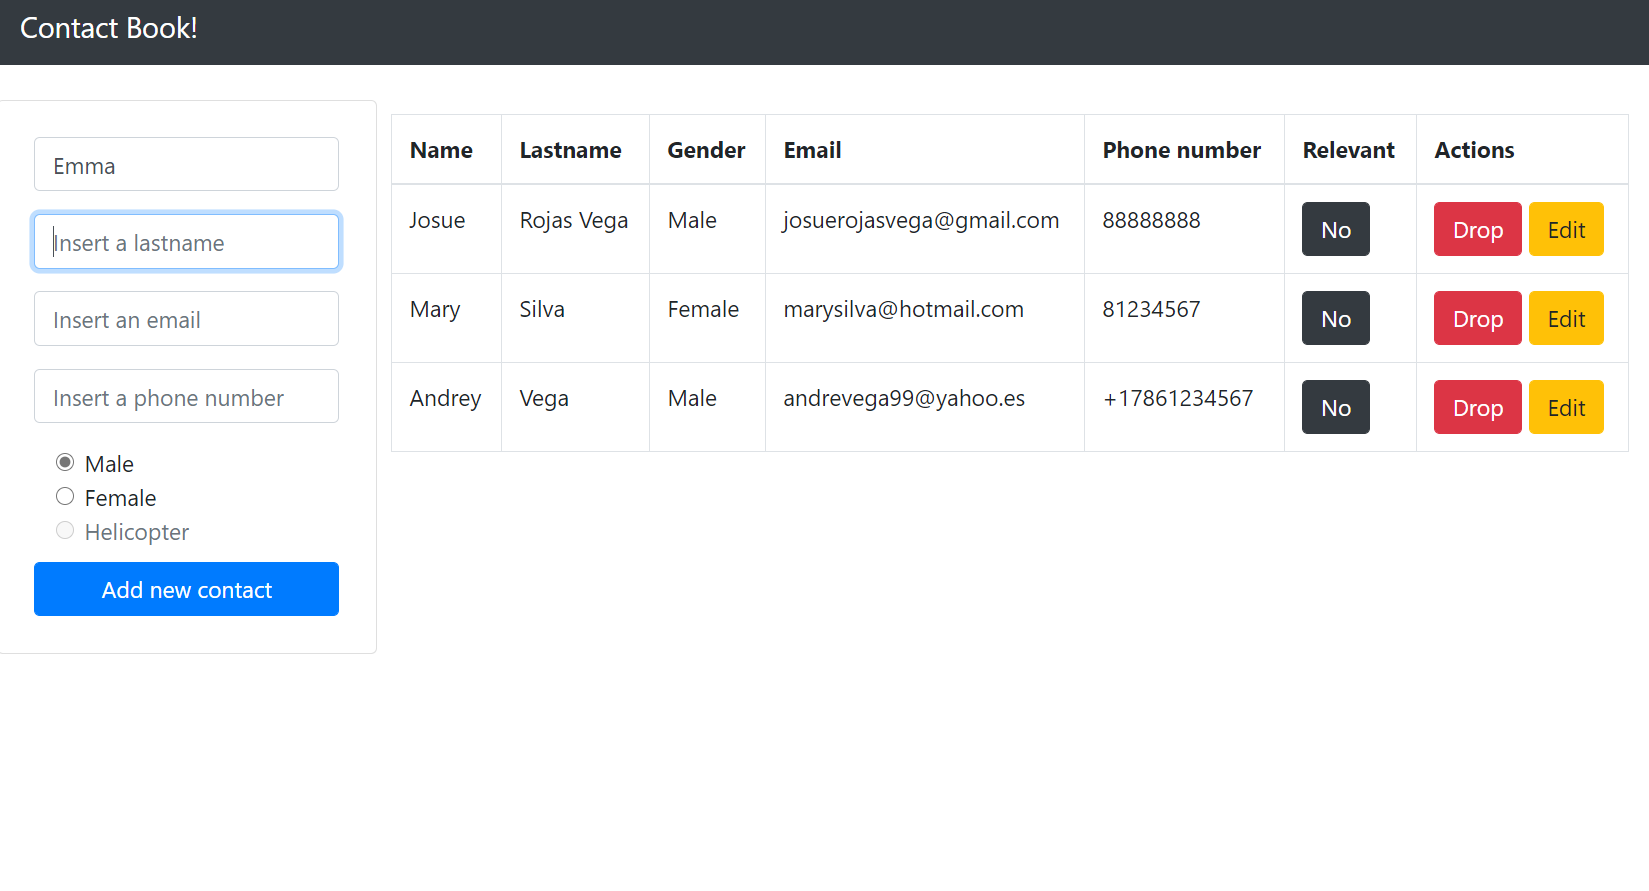 Contact Book!
Emma
Insert a lastname
Insert an email
Insert a phone number
Male
Female
Helicopter
Add new contact
Name Lastname Gender Email Phone number Relevant Actions
Josue Rojas Vega Male josuerojasvega@gmail.com 88888888 No Drop Edit
Mary Silva Female marysilva@hotmail.com 81234567 No Drop Edit
Andrey Vega Male andrevega99@yahoo.es +17861234567 No Drop Edit